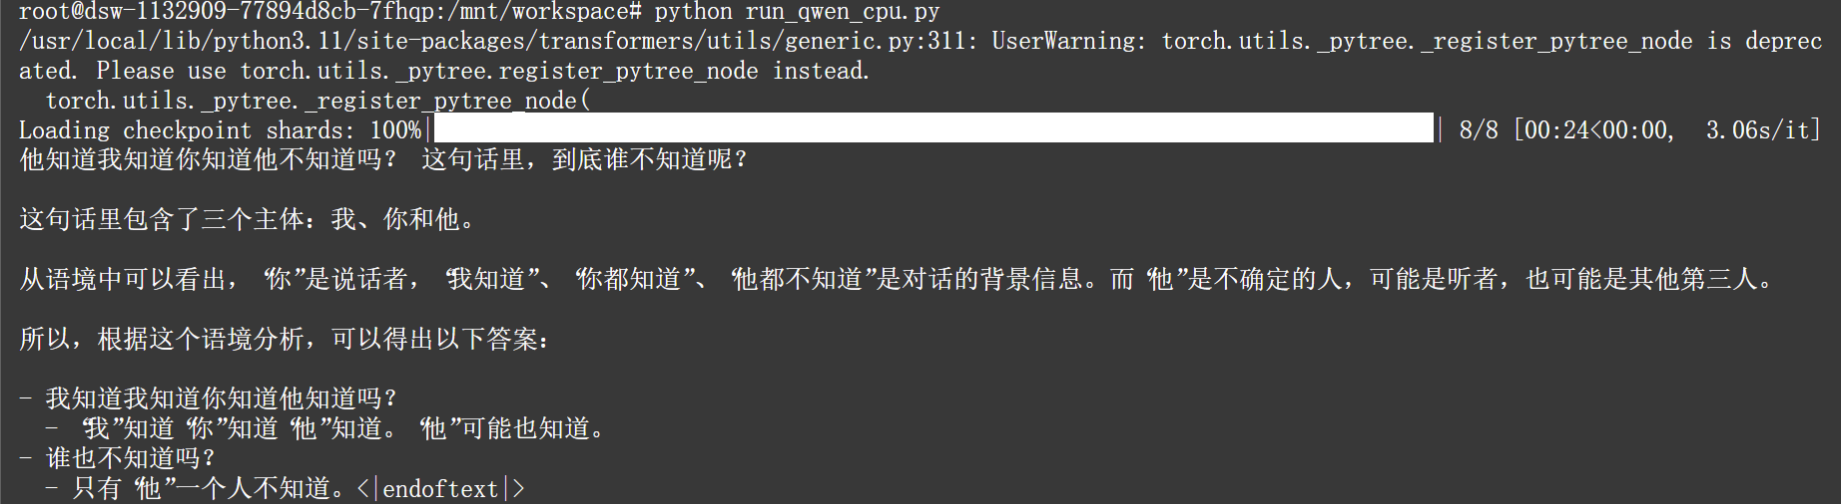 root@dsw-1132909-77894d8cb-7fhqp:/mnt/workspace# python run_qwen_cpu.py
/usr/local/lib/python3.11/site-packages/transformers/utils/generic.py:311: UserWarning: torch.utils._pytree._register_pytree_node is deprec
ated. Please use torch.utils._pytree.register_pytree_node instead.
  torch.utils._pytree._register_pytree_node(
Loading checkpoint shards: 100%|██████████| 8/8 [00:24<00:00,  3.06s/it]
他知道我知道你知道他不知道吗? 这句话里，到底谁不知道呢?
这句话里包含了三个主体：我、你和他。
从语境中可以看出，“你”是说话者，“我知道”、“你都知道”、“他都不知道”是对话的背景信息。而“他”是不确定的人，可能是听者，也可能是其他第三人。
所以，根据这个语境分析，可以得出以下答案：
- 我知道我知道你知道他知道吗?
  - “我”知道“你”知道“他”知道。“他”可能也知道。
- 谁也不知道吗?
  - 只有“他”一个人不知道。<|endoftext|>